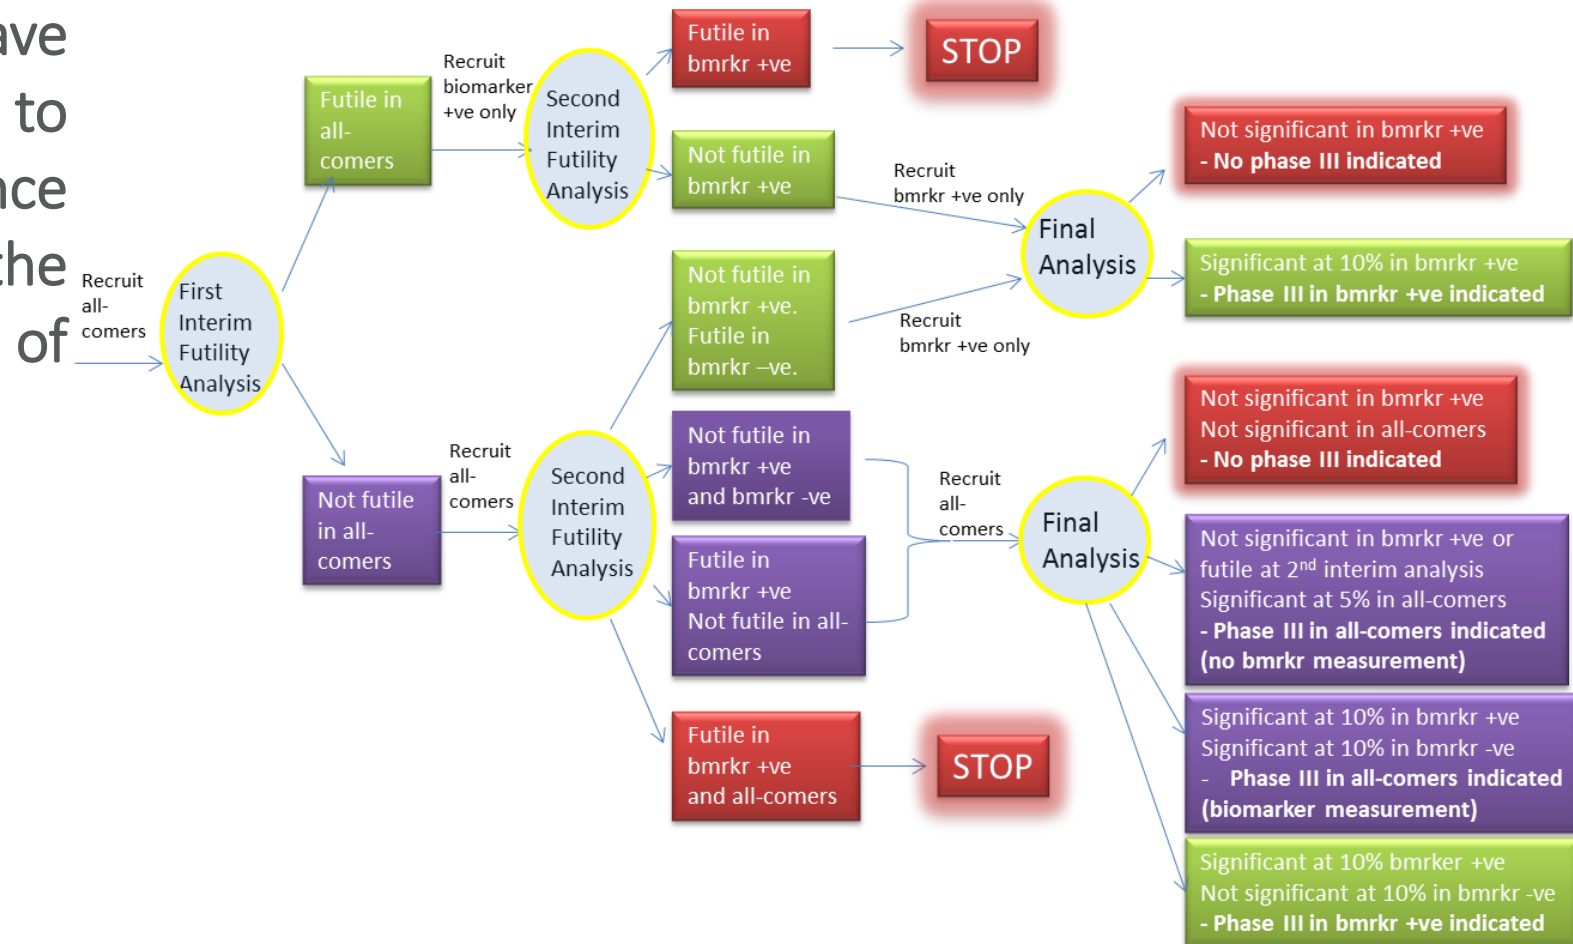 ave
to
nce
the
of
Recruit
all-
comers
First
Interim
Futility
Analysis
Futile in
all-
comers
Recruit
biomarker
+ve only
Second
Interim
Futility
Analysis
Futile in
bmrkr +ve
STOP
Not futile in
bmrkr +ve
Recruit
bmrkr +ve only
Not futile in
bmrkr +ve.
Futile in
bmrkr –ve.
Recruit
bmrkr +ve only
Final
Analysis
Not significant in bmrkr +ve
- No phase III indicated
Significant at 10% in bmrkr +ve
- Phase III in bmrkr +ve indicated
Not futile
in all-
comers
Recruit
all-
comers
Second
Interim
Futility
Analysis
Not futile in
bmrkr +ve
and bmrkr -ve
Futile in
bmrkr +ve
Not futile in all-
comers
Recruit
all-
comers
Futile in
bmrkr +ve
and all-comers
STOP
Final
Analysis
Not significant in bmrkr +ve
Not significant in all-comers
- No phase III indicated
Not significant in bmrkr +ve or
futile at 2nd interim analysis
Significant at 5% in all-comers
- Phase III in all-comers indicated
(no bmrkr measurement)
Significant at 10% in bmrkr +ve
Significant at 10% in bmrkr -ve
- Phase III in all-comers indicated
(biomarker measurement)
Significant at 10% bmrker +ve
Not significant at 10% in bmrkr -ve
- Phase III in bmrkr +ve indicated